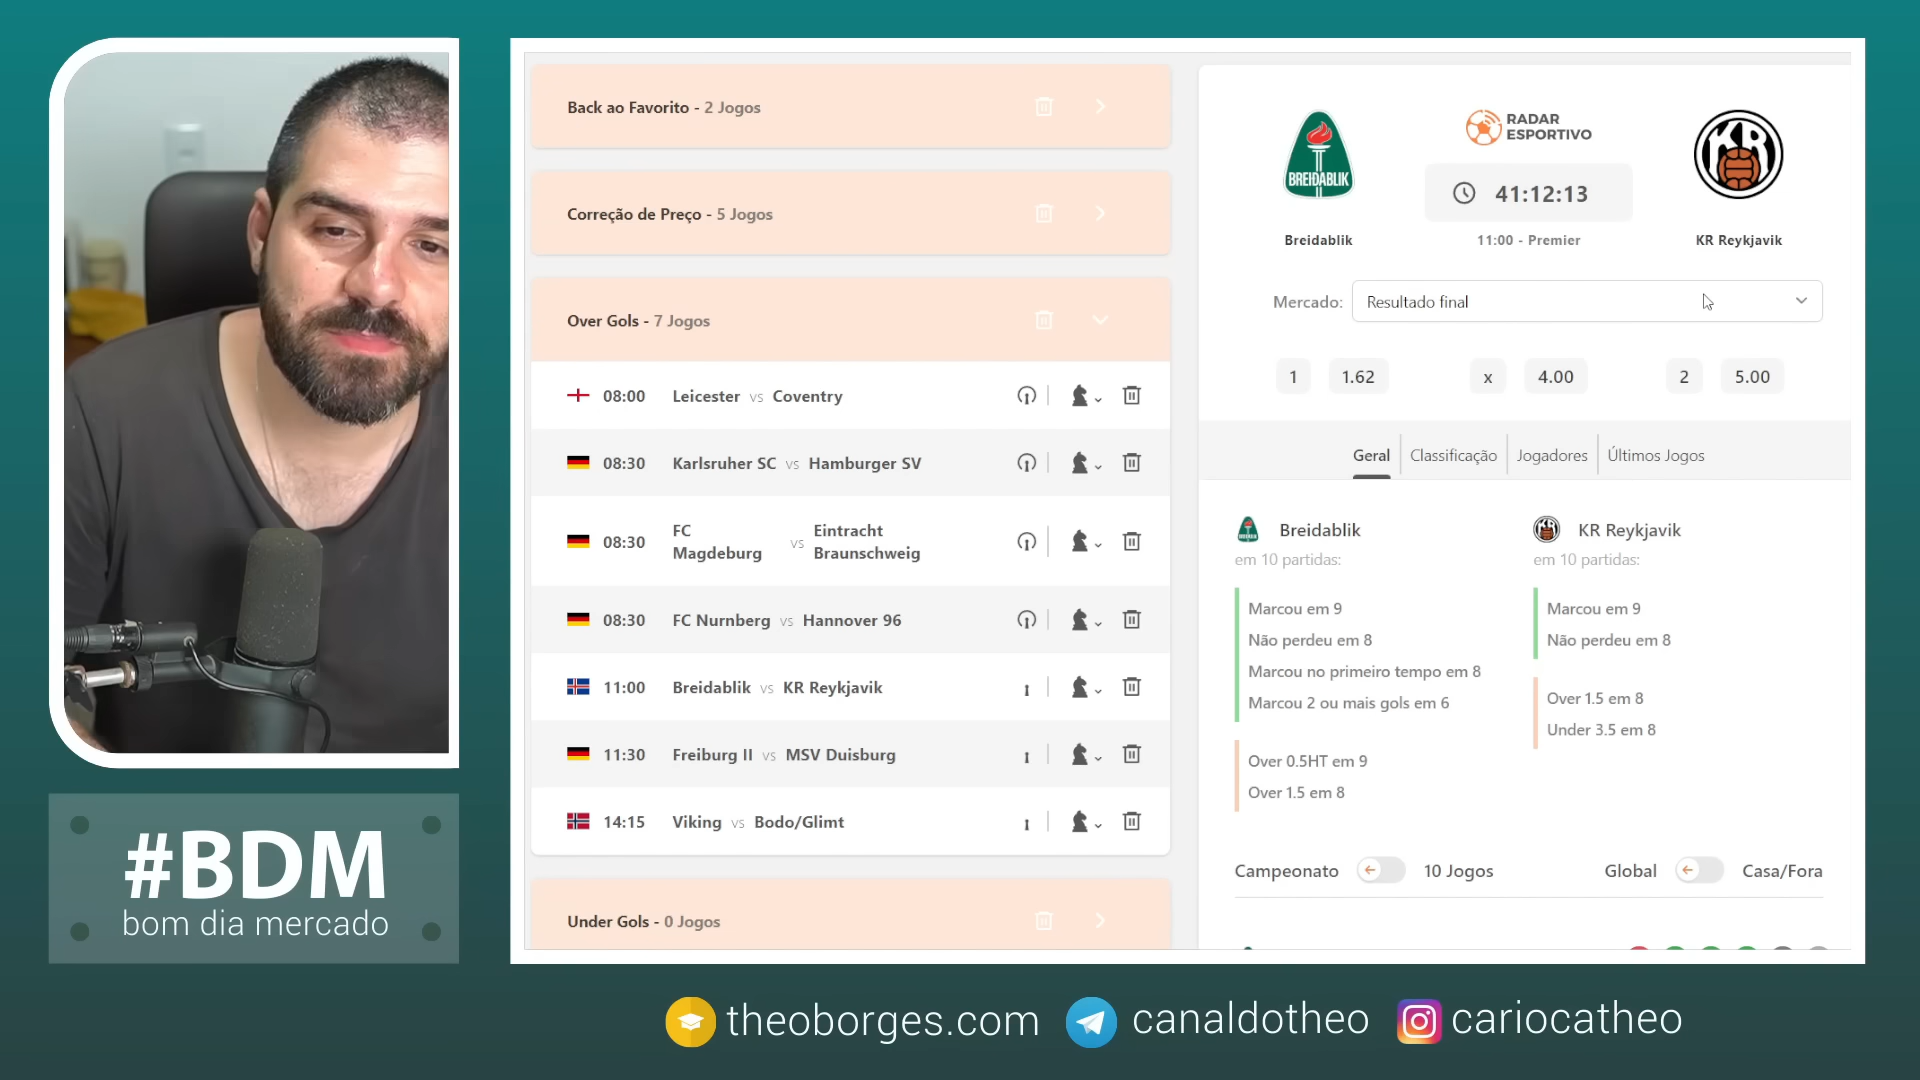 Back ao Favorito - 2 Jogos
Correção de Preço - 5 Jogos
Over Gols - 7 Jogos
08:00 Leicester vs Coventry
08:30 Karlsruher SC vs Hamburger SV
08:30 FC Magdeburg vs Eintracht Braunschweig
08:30 FC Nurnberg vs Hannover 96
11:00 Breidablik vs KR Reykjavik
11:30 Freiburg II vs MSV Duisburg
14:15 Viking vs Bodo/Glimt
Under Gols - 0 Jogos
BREIÐABLIK
RADAR
ESPORTIVO
KR
41:12:13
Breidablik
11:00 - Premier
KR Reykjavik
Mercado: Resultado final
1 1.62 x 4.00 2 5.00
Geral Classificação Jogadores Últimos Jogos
Breidablik
em 10 partidas:
Marcou em 9
Não perdeu em 8
Marcou no primeiro tempo em 8
Marcou 2 ou mais gols em 6
Over 0.5HT em 9
Over 1.5 em 8
KR Reykjavik
em 10 partidas:
Marcou em 9
Não perdeu em 8
Over 1.5 em 8
Under 3.5 em 8
Campeonato 10 Jogos Global Casa/Fora
#BDM
bom dia mercado
theoborges.com canaldotheo cariocatheo